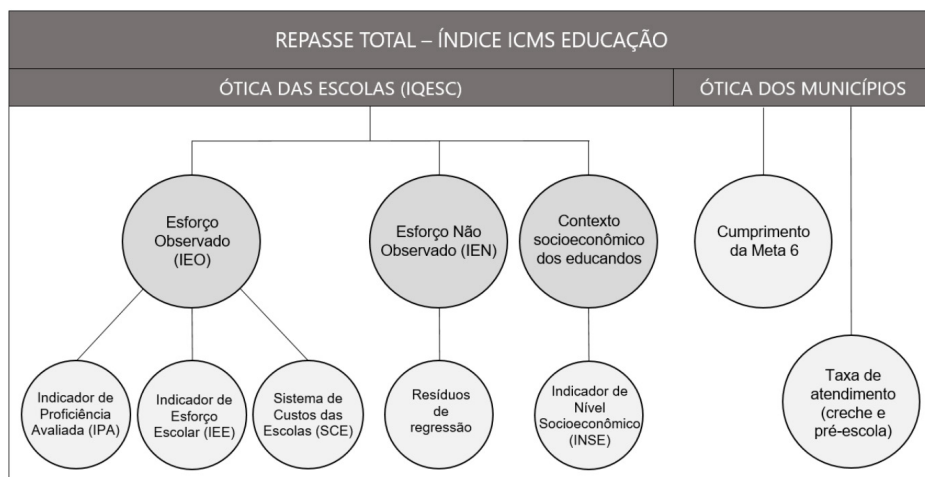 REPASSE TOTAL – ÍNDICE ICMS EDUCAÇÃO
ÓTICA DAS ESCOLAS (IQESC)
ÓTICA DOS MUNICÍPIOS
Esforço
Observado
(IEO)
Esforço Não
Observado (IEN)
Contexto
socioeconômico
dos educandos
Cumprimento
da Meta 6
Indicador de
Proficiência
Avaliada (IPA)
Indicador de
Esforço
Escolar (IEE)
Sistema de
Custos das
Escolas (SCE)
Resíduos
de
regressão
Indicador de
Nível
Socioeconômico
(INSE)
Taxa de
atendimento
(creche e
pré-escola)